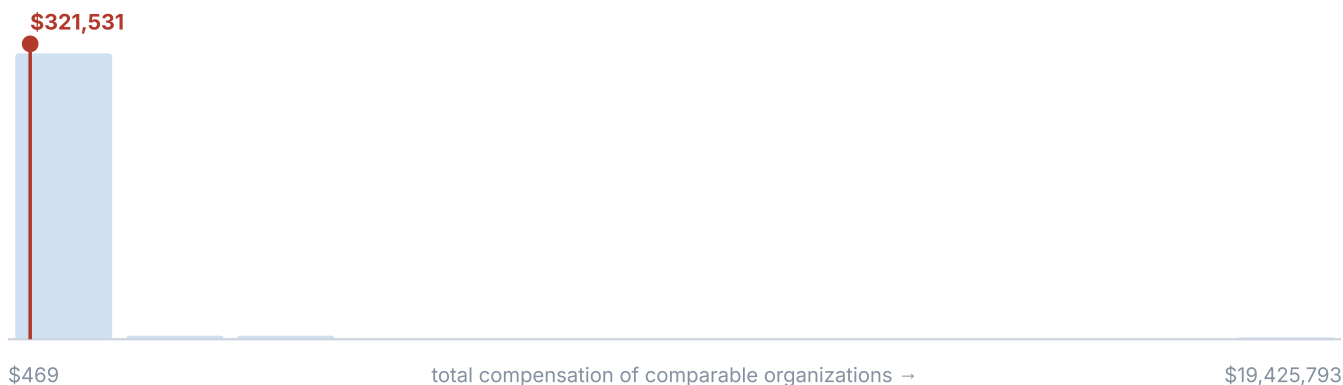 $321,531
$469
total compensation of comparable organizations →
$19,425,793